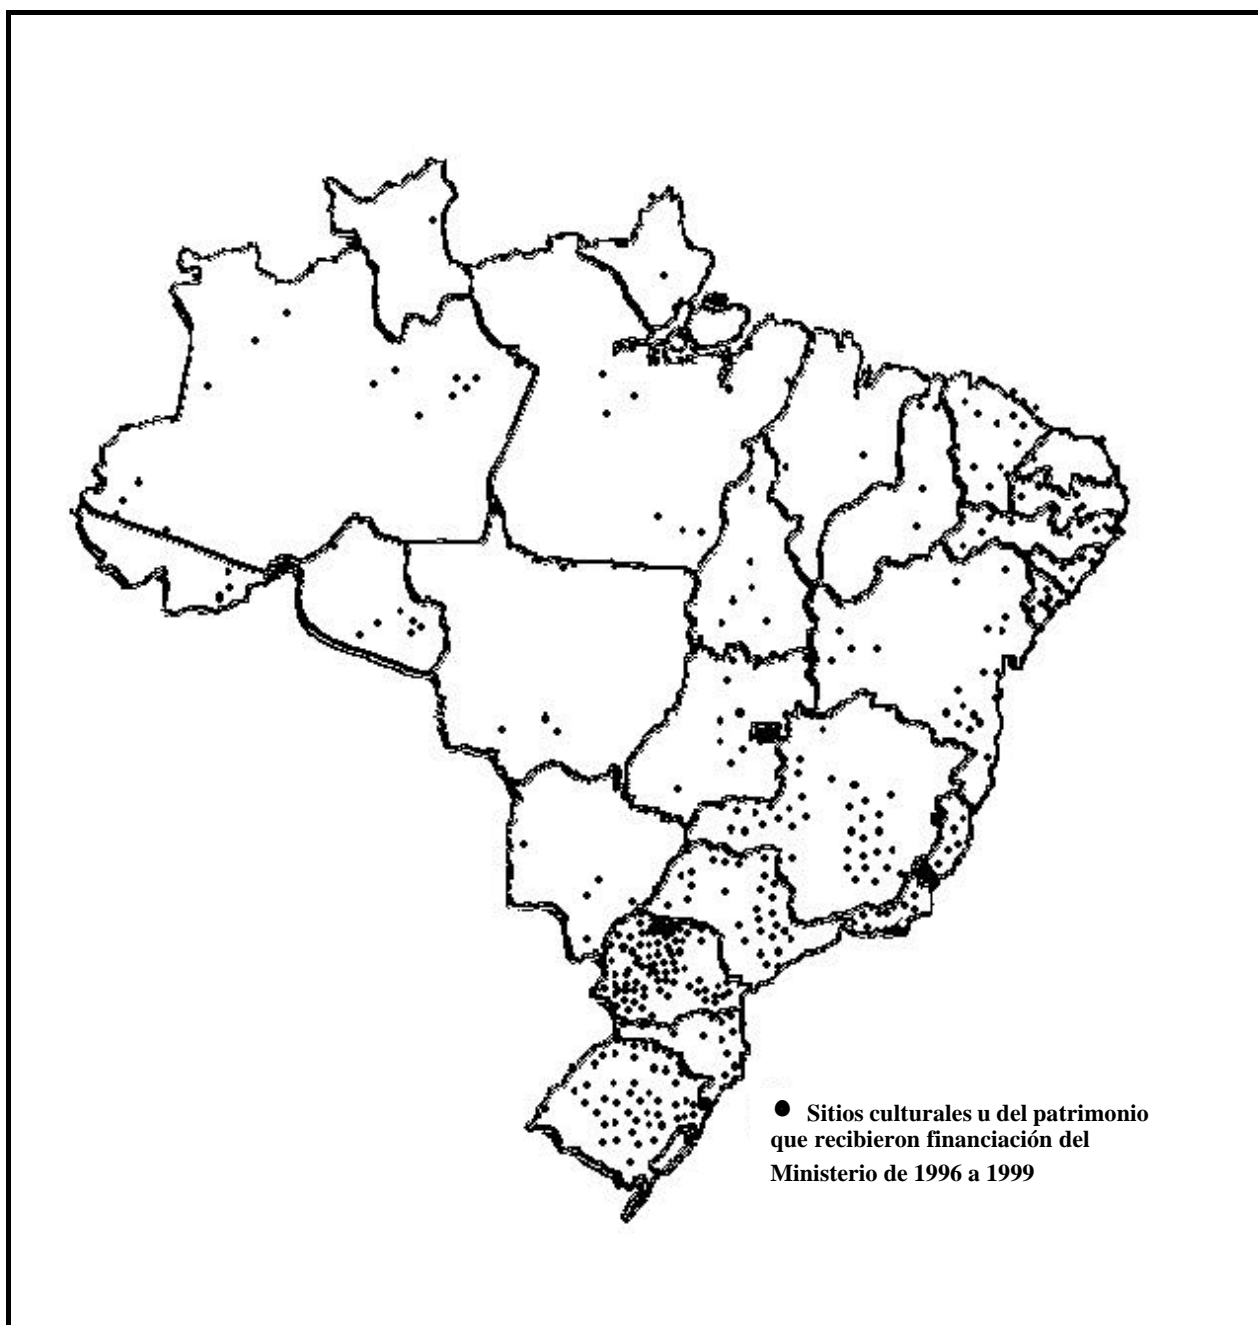 Sitios culturales u del patrimonio
que recibieron financiación del
Ministerio de 1996 a 1999